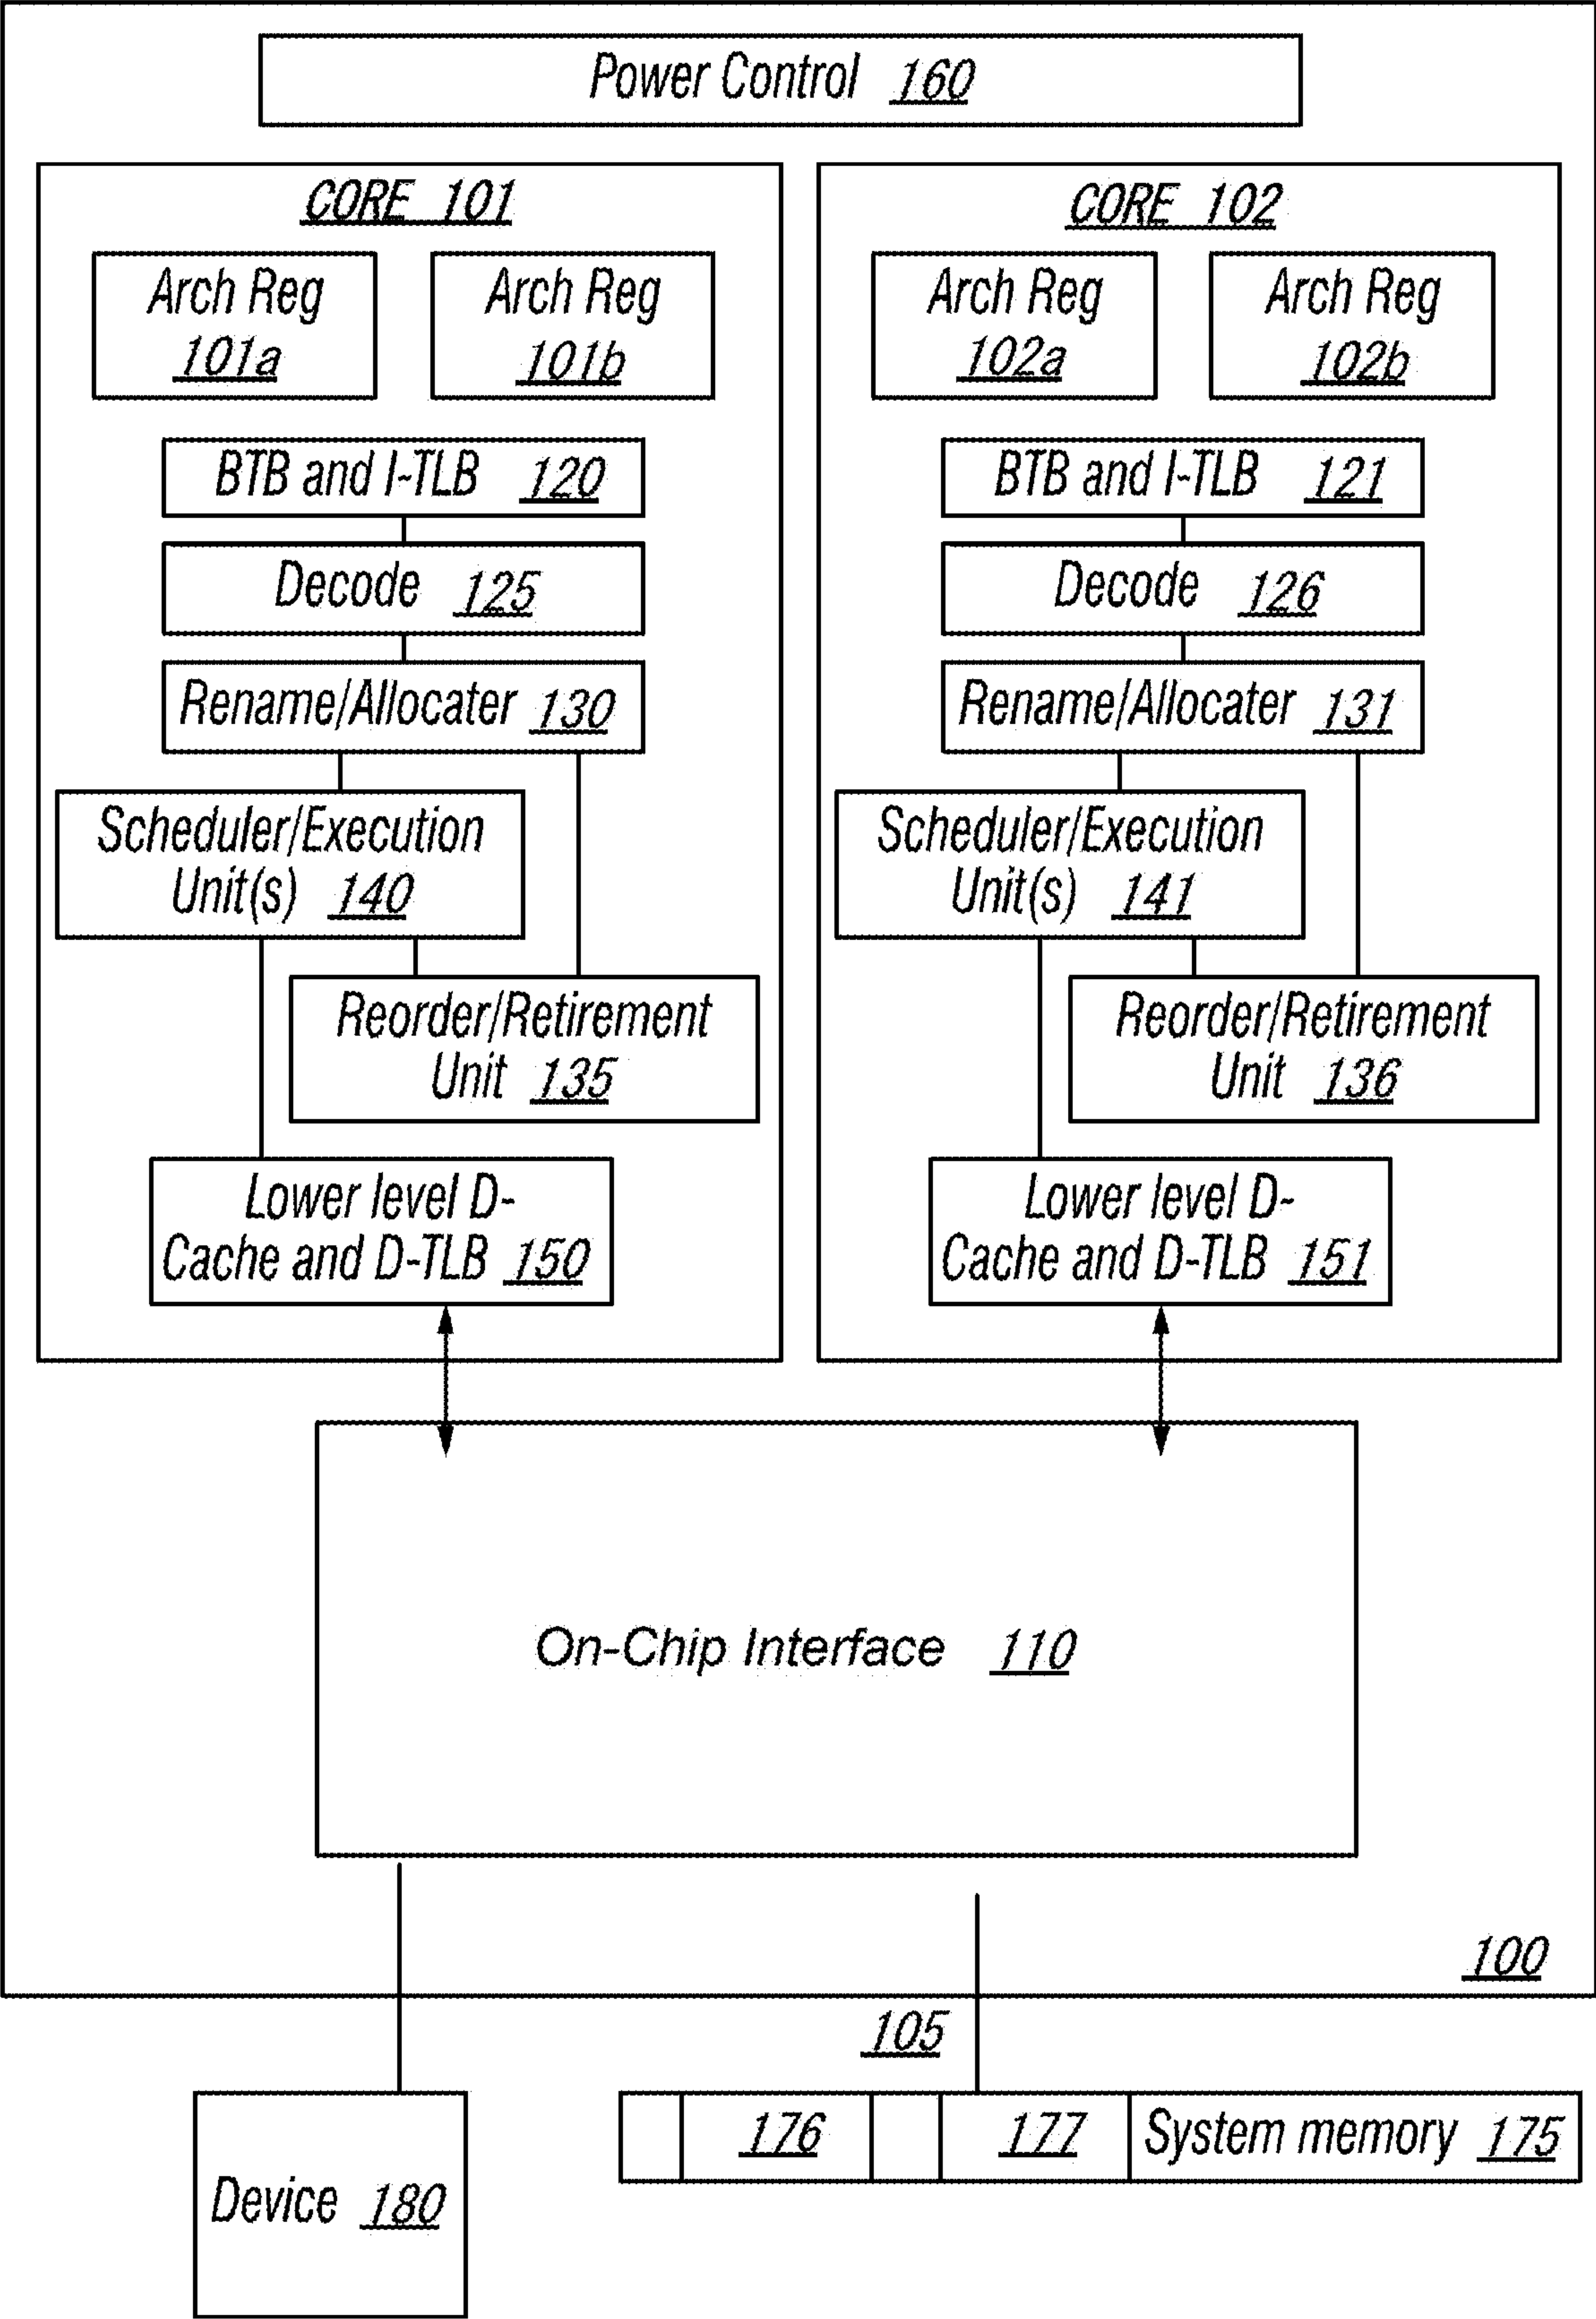 Power Control 160
CORE 101
Arch Reg
101a
Arch Reg
101b
BTB and I-TLB 120
Decode 125
Rename/Allocater 130
Scheduler/Execution
Unit(s) 140
Reorder/Retirement
Unit 135
Lower level D-
Cache and D-TLB 150
CORE 102
Arch Reg
102a
Arch Reg
102b
BTB and I-TLB 121
Decode 126
Rename/Allocater 131
Scheduler/Execution
Unit(s) 141
Reorder/Retirement
Unit 136
Lower level D-
Cache and D-TLB 151
On-Chip Interface 110
100
105
176 177 System memory 175
Device 180